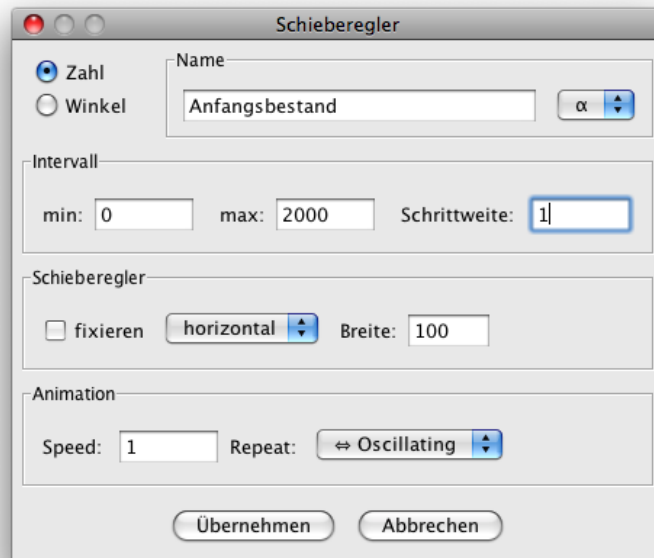 Schieberegler
Zahl
Winkel
Name
Anfangsbestand
α
Intervall
min: 0 max: 2000 Schrittweite: 1
Schieberegler
fixieren horizontal Breite: 100
Animation
Speed: 1 Repeat: ⇔ Oscillating
Übernehmen Abbrechen